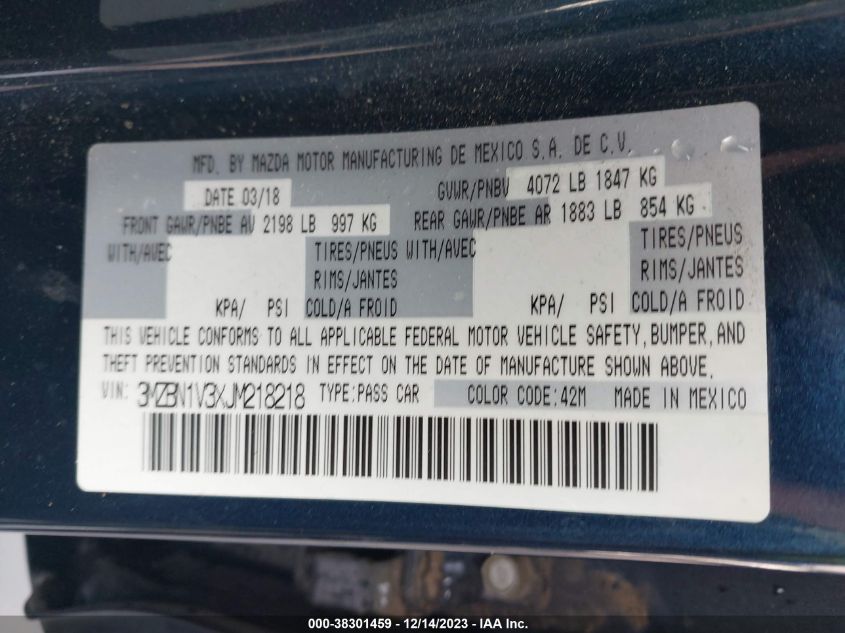 MFD. BY MAZDA MOTOR MANUFACTURING DE MEXICO S.A. DE C.V.
DATE 03/18 GVWR/PNBV 4072 LB 1847 KG
FRONT GAWR/PNBE AV 2198 LB 997 KG REAR GAWR/PNBE AR 1883 LB 854 KG
WITH/AVEC TIRES/PNEUS WITH/AVEC TIRES/PNEUS
RIMS/JANTES RIMS/JANTES
KPA/ PSI COLD/A FROID KPA/ PSI COLD/A FROID
THIS VEHICLE CONFORMS TO ALL APPLICABLE FEDERAL MOTOR VEHICLE SAFETY, BUMPER, AND
THEFT PREVENTION STANDARDS IN EFFECT ON THE DATE OF MANUFACTURE SHOWN ABOVE.
VIN: 3MZBN1V3XJM218218 TYPE:PASS CAR COLOR CODE:42M MADE IN MEXICO
000-38301459 - 12/14/2023 - IAA Inc.